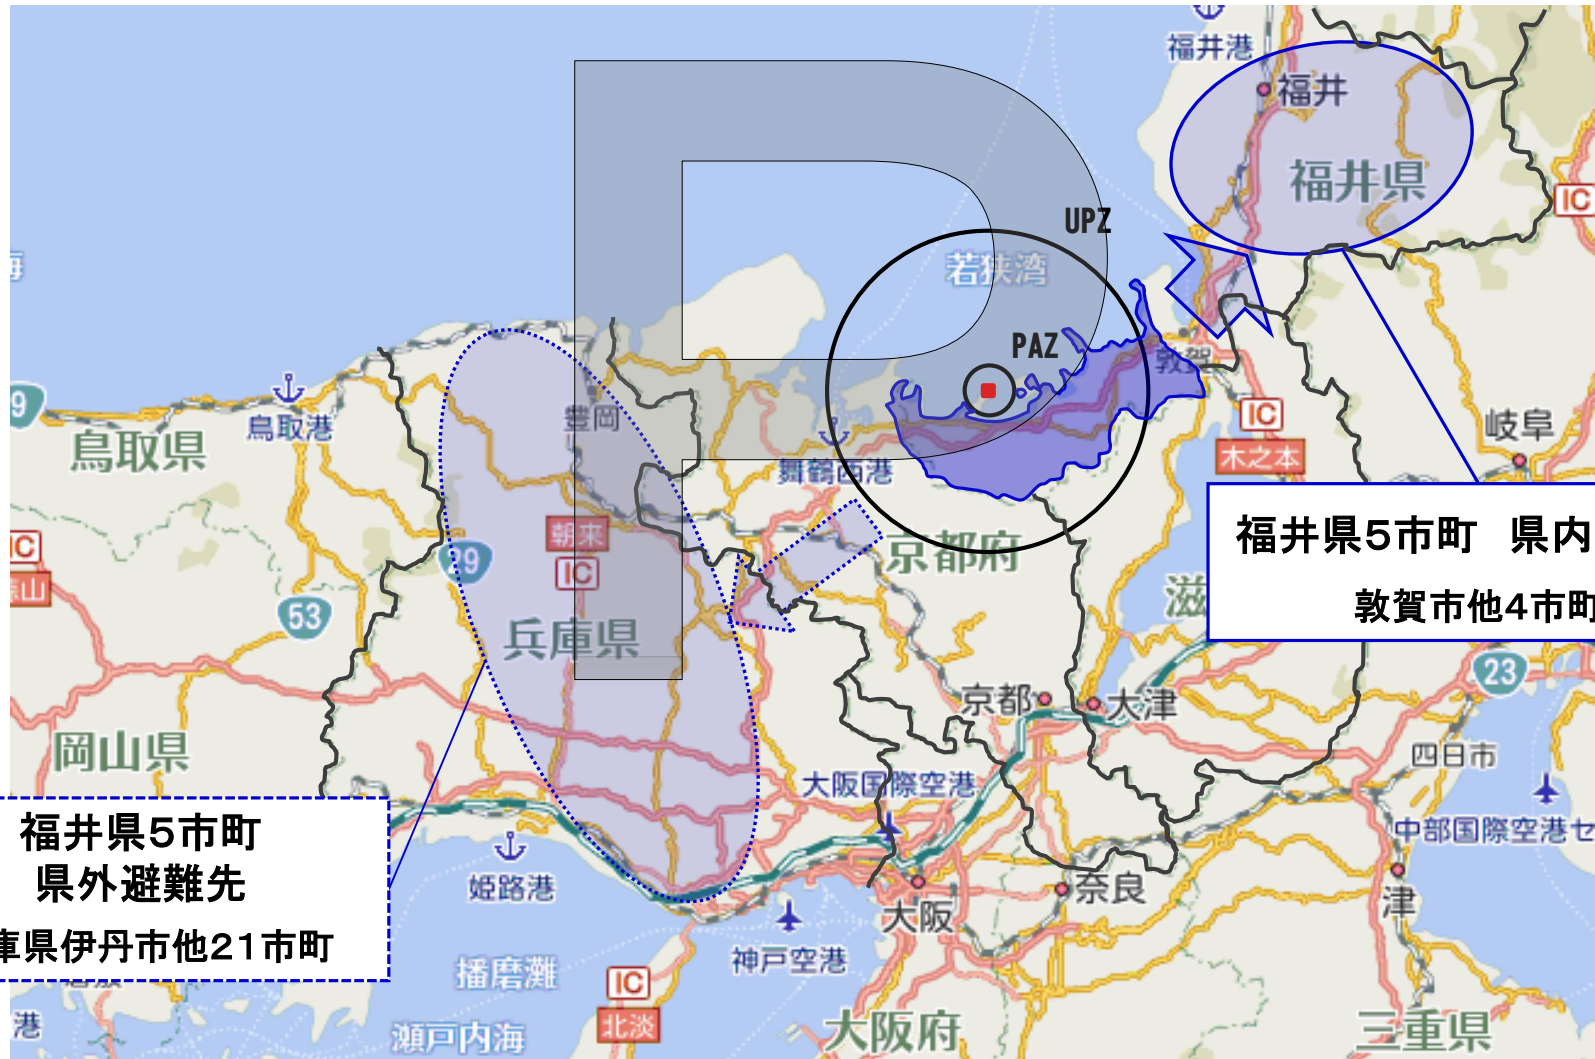 福井港
福井
福井県
IC
UPZ
若狭湾
PAZ
敦賀
豊岡
鳥取県
鳥取港
舞鶴西港
IC
木之本
岐阜
9
IC
朝来
IC
29
53
京都府
福井県5市町 県内
敦賀市他4市町
滋
兵庫県
23
京都
大津
岡山県
四日市
大阪国際空港
福井県5市町
県外避難先
庫県伊丹市他21市町
中部国際空港セ
姫路港
大阪
奈良
津
神戸空港
播磨灘
IC
北淡
港
瀬戸内海
大阪府
三重県